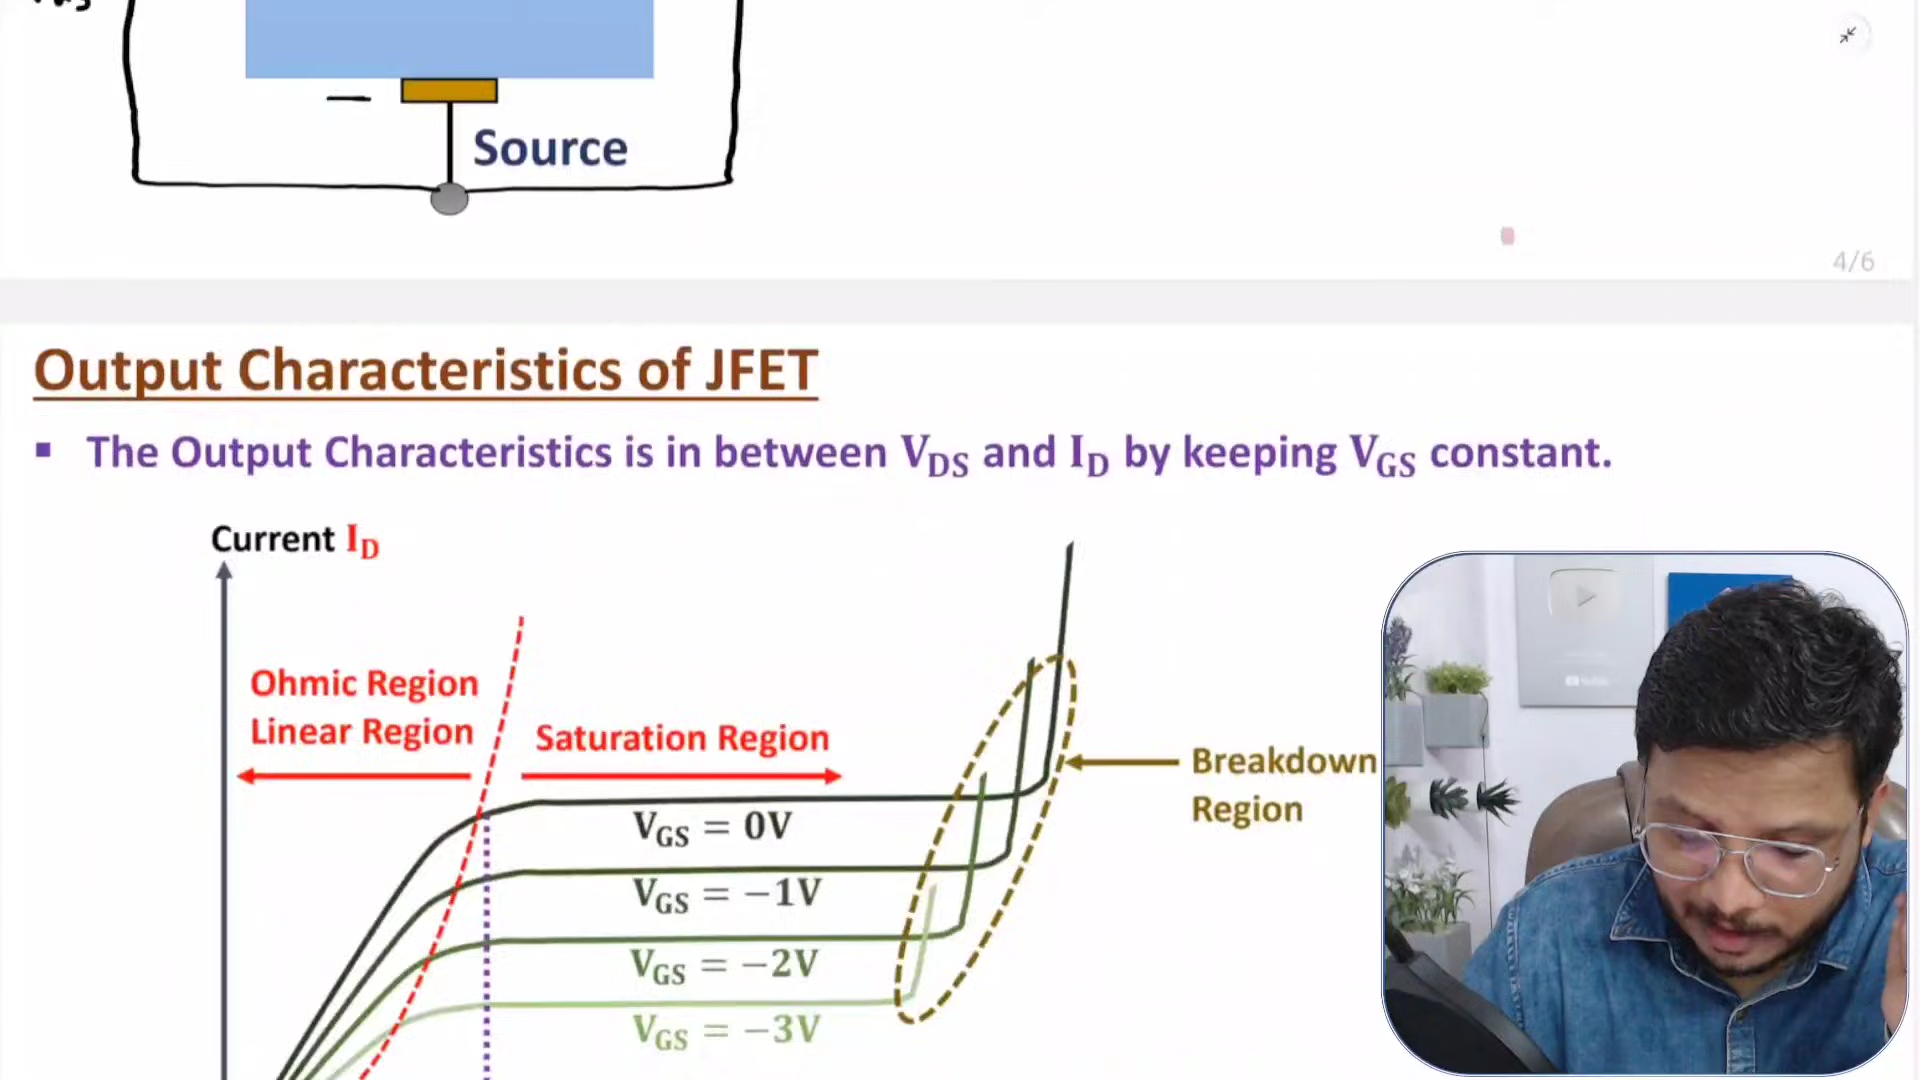 Source
4/6
Output Characteristics of JFET
▪ The Output Characteristics is in between V_DS and I_D by keeping V_GS constant.
Current I_D
Ohmic Region
Linear Region
Saturation Region
Breakdown
Region
V_GS = 0V
V_GS = −1V
V_GS = −2V
V_GS = −3V